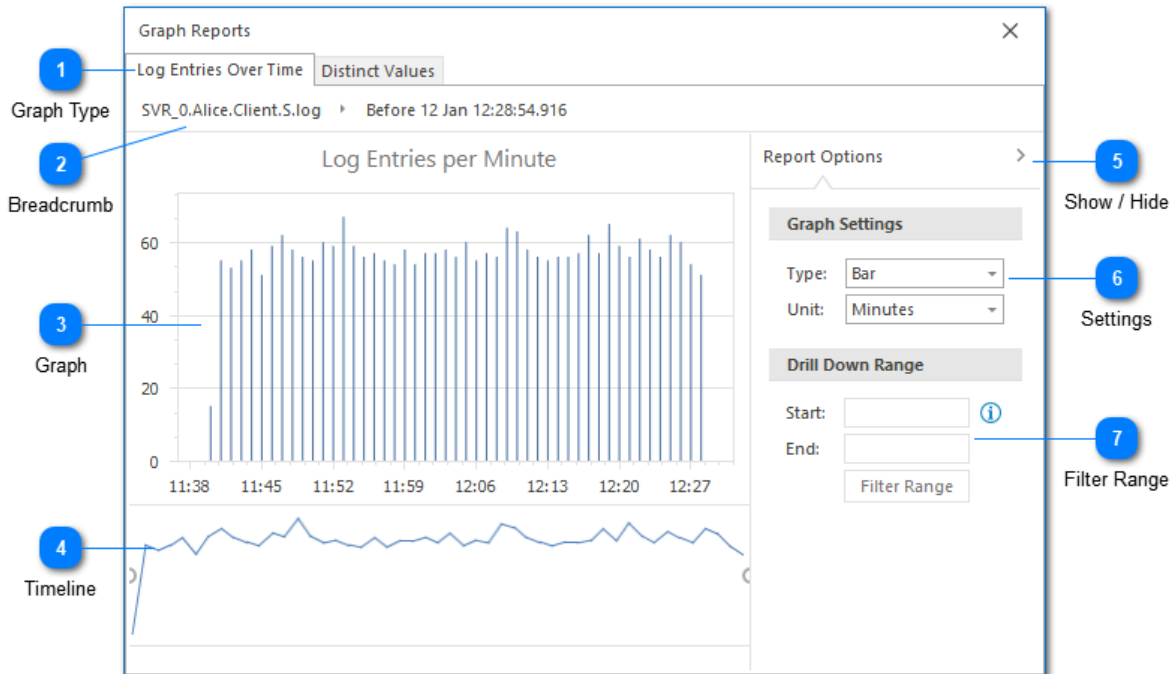 Graph Reports
1
Graph Type
Log Entries Over Time
Distinct Values
SVR_0.Alice.Client.S.log
Before 12 Jan 12:28:54.916
2
Breadcrumb
Log Entries per Minute
60
40
20
0
11:38 11:45 11:52 11:59 12:06 12:13 12:20 12:27
3
Graph
4
Timeline
Report Options
5
Show / Hide
Graph Settings
Type: Bar
Unit: Minutes
6
Settings
Drill Down Range
Start:
End:
Filter Range
7
Filter Range